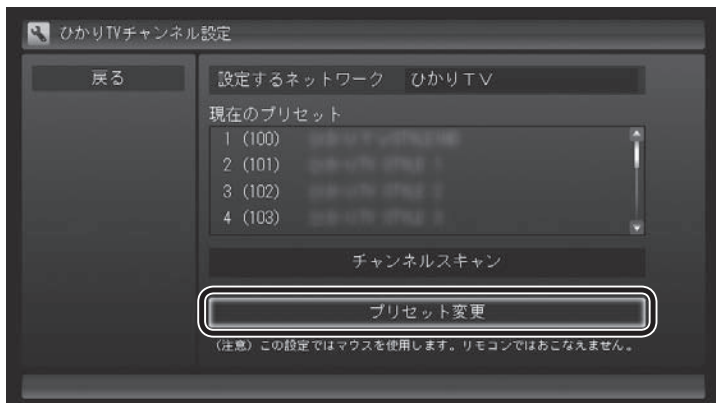 ひかりTVチャンネル設定
戻る
設定するネットワーク ひかりTV
現在のプリセット
1 (100)
2 (101)
3 (102)
4 (103)
チャンネルスキャン
プリセット変更
(注意) この設定ではマウスを使用します。リモコンではおこなえません。